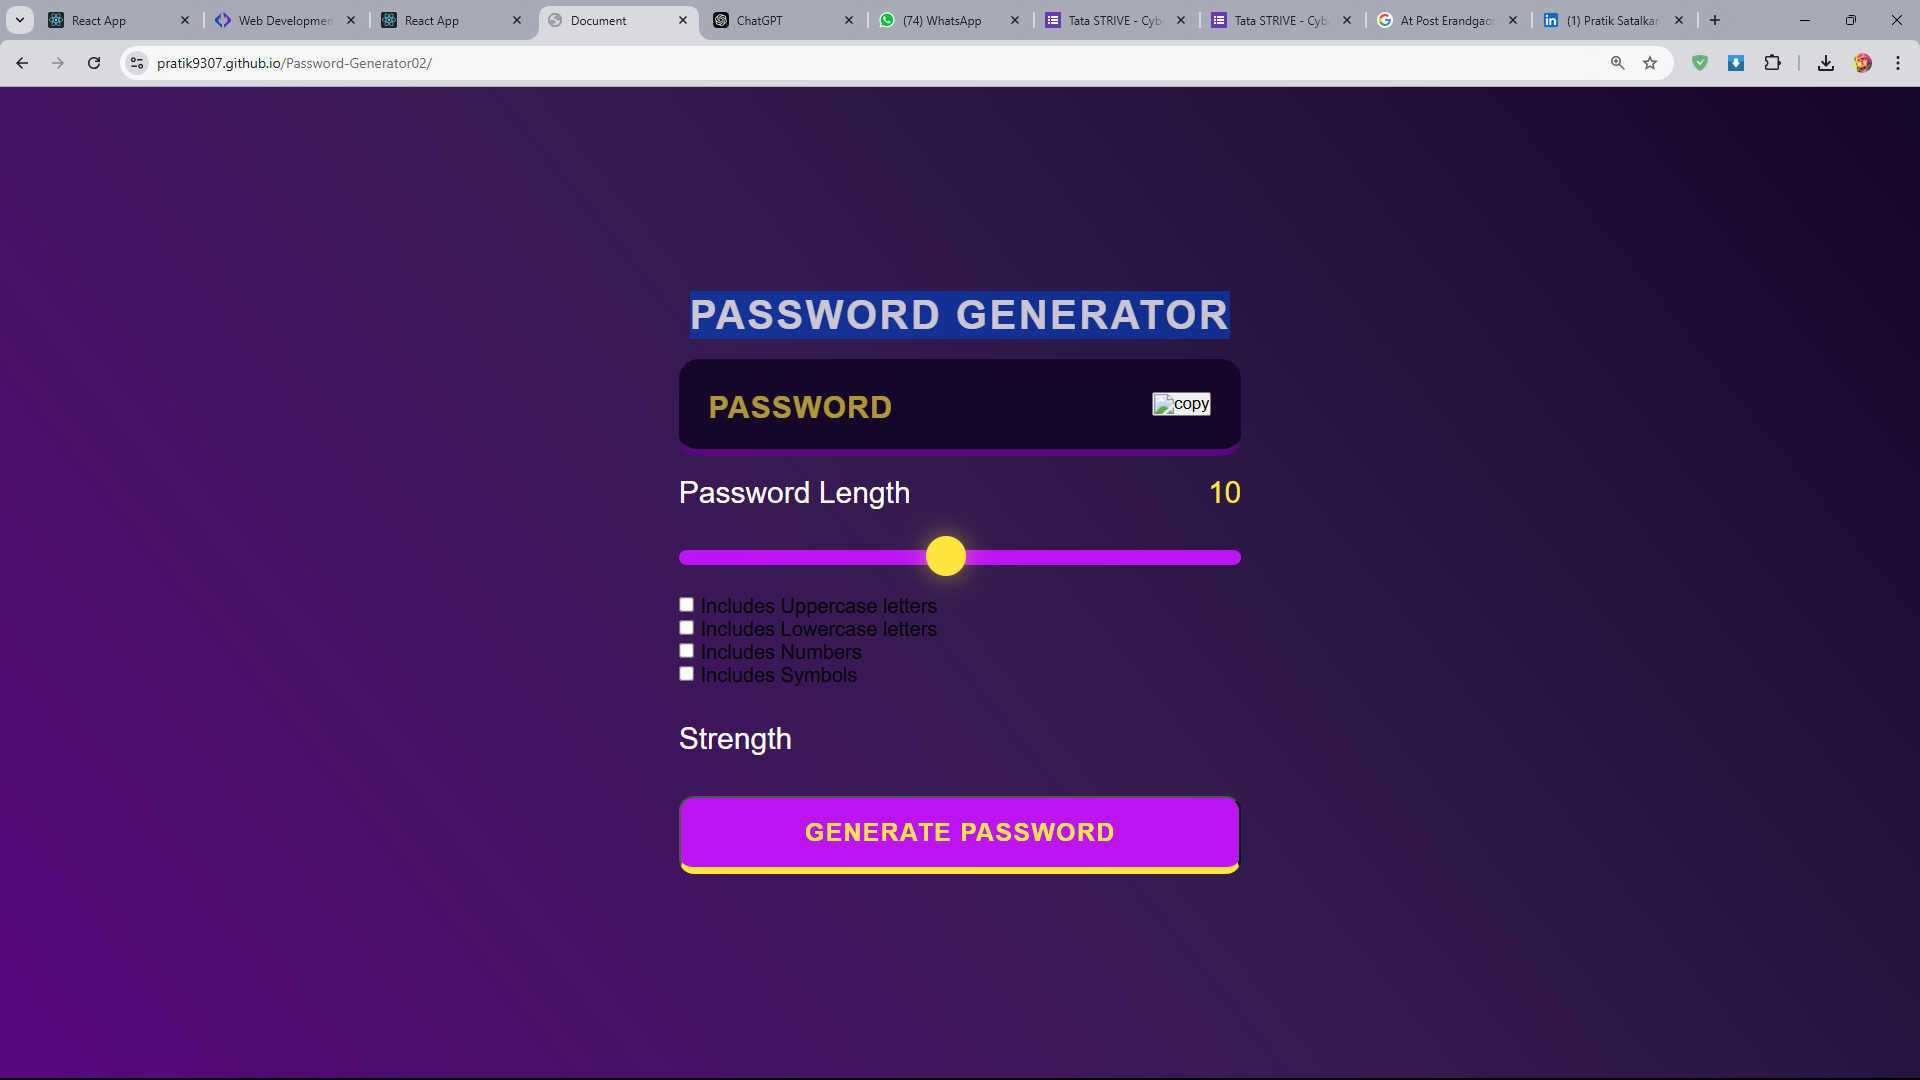 React App
Web Developmen
React App
Document
ChatGPT
(74) WhatsApp
Tata STRIVE - Cyb
Tata STRIVE - Cyb
At Post Erandgao
(1) Pratik Satalkar
pratik9307.github.io/Password-Generator02/
PASSWORD GENERATOR
PASSWORD
copy
Password Length
10
Includes Uppercase letters
Includes Lowercase letters
Includes Numbers
Includes Symbols
Strength
GENERATE PASSWORD